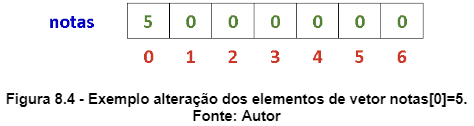 notas 5 0 0 0 0 0 0
0 1 2 3 4 5 6
Figura 8.4 - Exemplo alteração dos elementos de vetor notas[0]=5.
Fonte: Autor